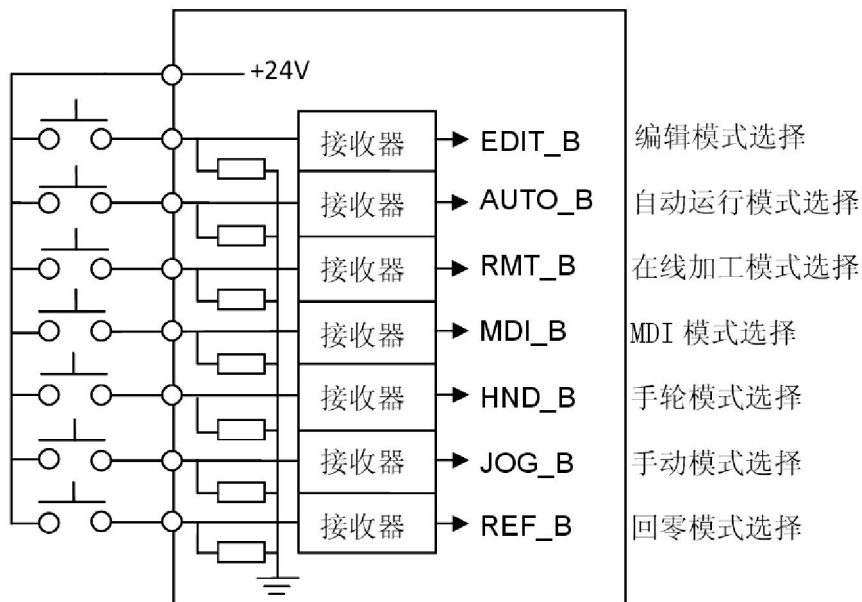 +24V
接收器 EDIT_B 编辑模式选择
接收器 AUTO_B 自动运行模式选择
接收器 RMT_B 在线加工模式选择
接收器 MDI_B MDI 模式选择
接收器 HND_B 手轮模式选择
接收器 JOG_B 手动模式选择
接收器 REF_B 回零模式选择